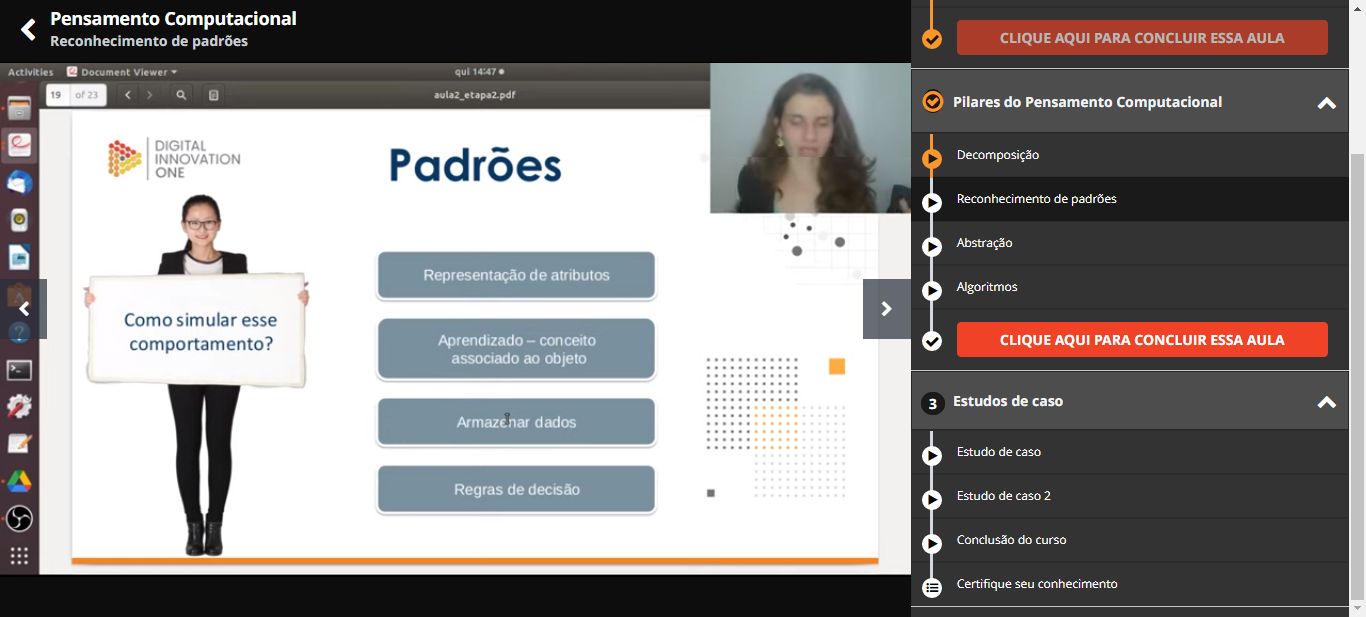 Pensamento Computacional
Reconhecimento de padrões
Activities
Document Viewer
qui 14:47
19
of 23
aula2_etapa2.pdf
DIGITAL
INNOVATION
ONE
Padrões
Como simular esse
comportamento?
Representação de atributos
Aprendizado – conceito
associado ao objeto
Armazenar dados
Regras de decisão
CLIQUE AQUI PARA CONCLUIR ESSA AULA
Pilares do Pensamento Computacional
Decomposição
Reconhecimento de padrões
Abstração
Algoritmos
CLIQUE AQUI PARA CONCLUIR ESSA AULA
3
Estudos de caso
Estudo de caso
Estudo de caso 2
Conclusão do curso
Certifique seu conhecimento